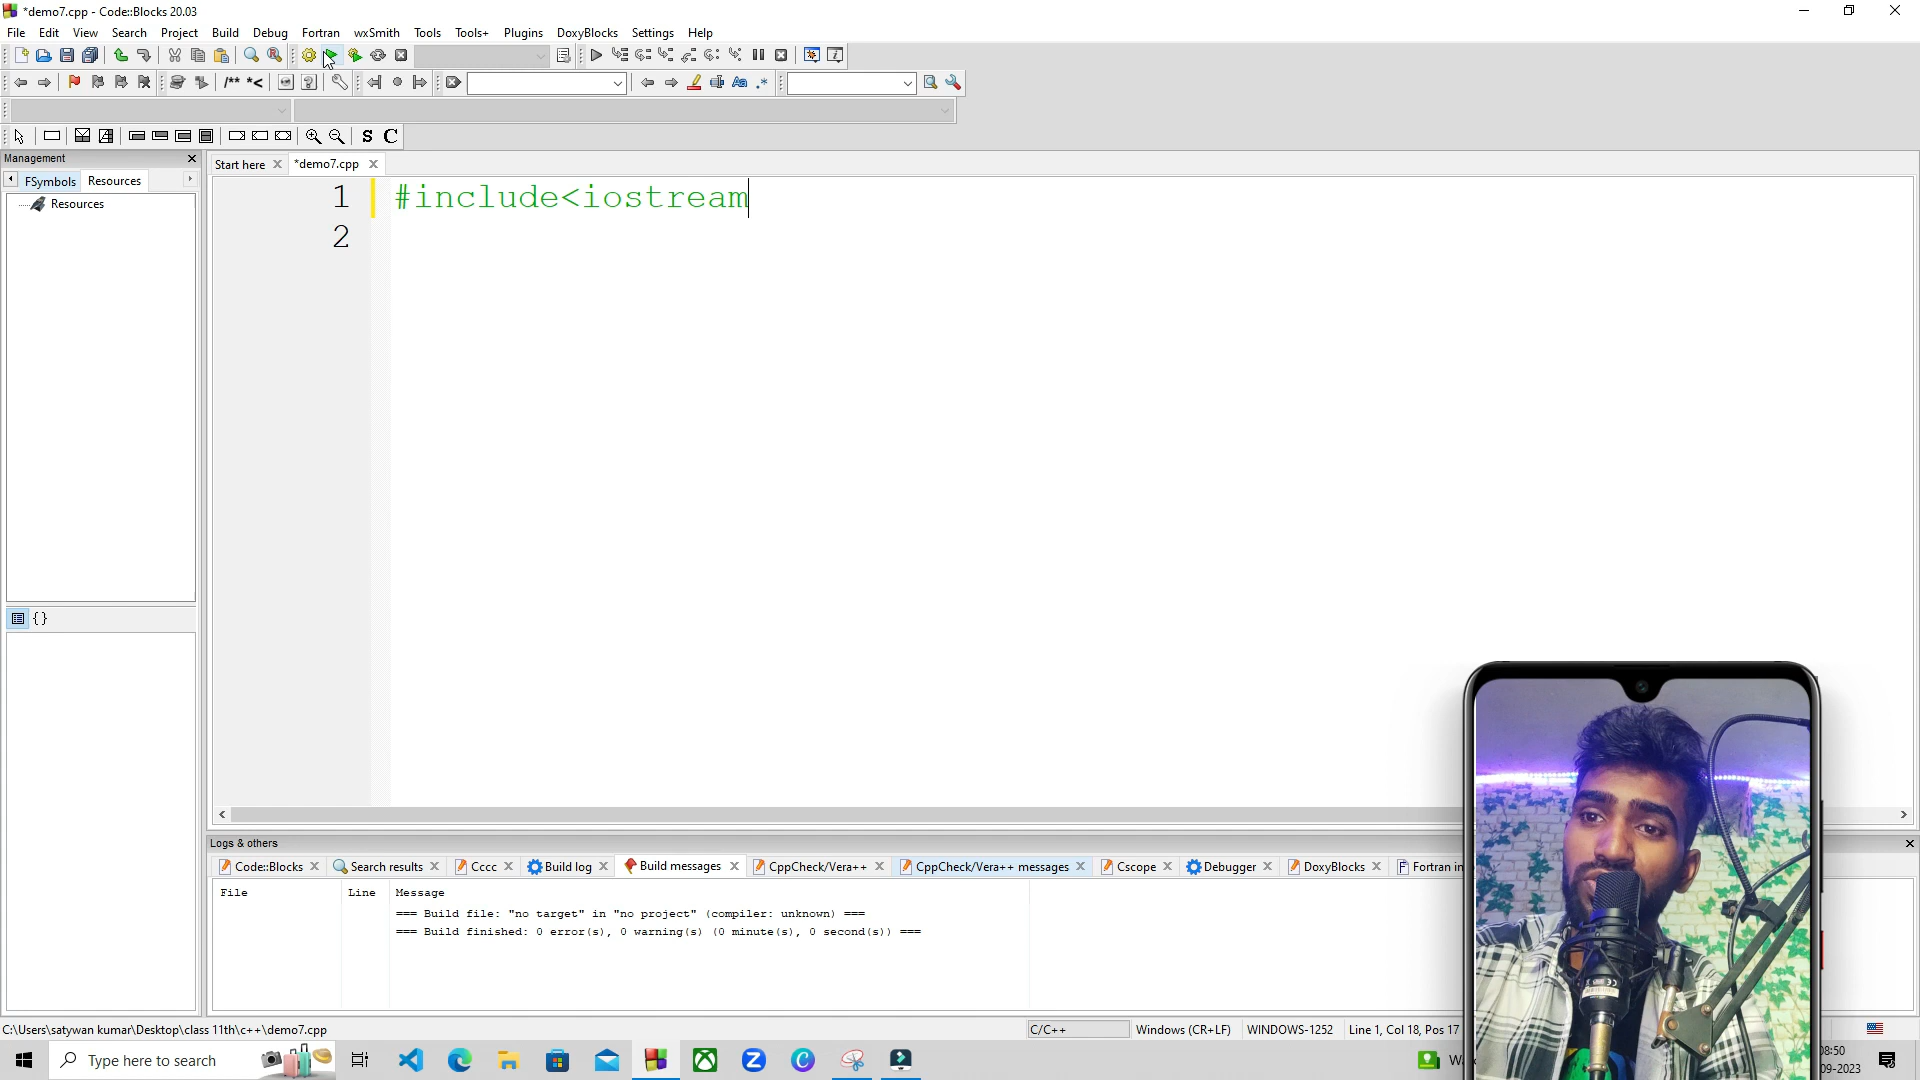 *demo7.cpp - Code::Blocks 20.03
File Edit View Search Project Build Debug Fortran wxSmith Tools Tools+ Plugins DoxyBlocks Settings Help
/** *<
Aa .*
S C
Management
Start here *demo7.cpp
FSymbols Resources
Resources
1 #include<iostream
2
{}
Logs & others
Code::Blocks Search results Cccc Build log Build messages CppCheck/Vera++ CppCheck/Vera++ messages Cscope Debugger DoxyBlocks Fortran in
File Line Message
=== Build file: "no target" in "no project" (compiler: unknown) ===
=== Build finished: 0 error(s), 0 warning(s) (0 minute(s), 0 second(s)) ===
C:\Users\satywan kumar\Desktop\class 11th\c++\demo7.cpp C/C++ Windows (CR+LF) WINDOWS-1252 Line 1, Col 18, Pos 17
Type here to search
08:50
09-2023